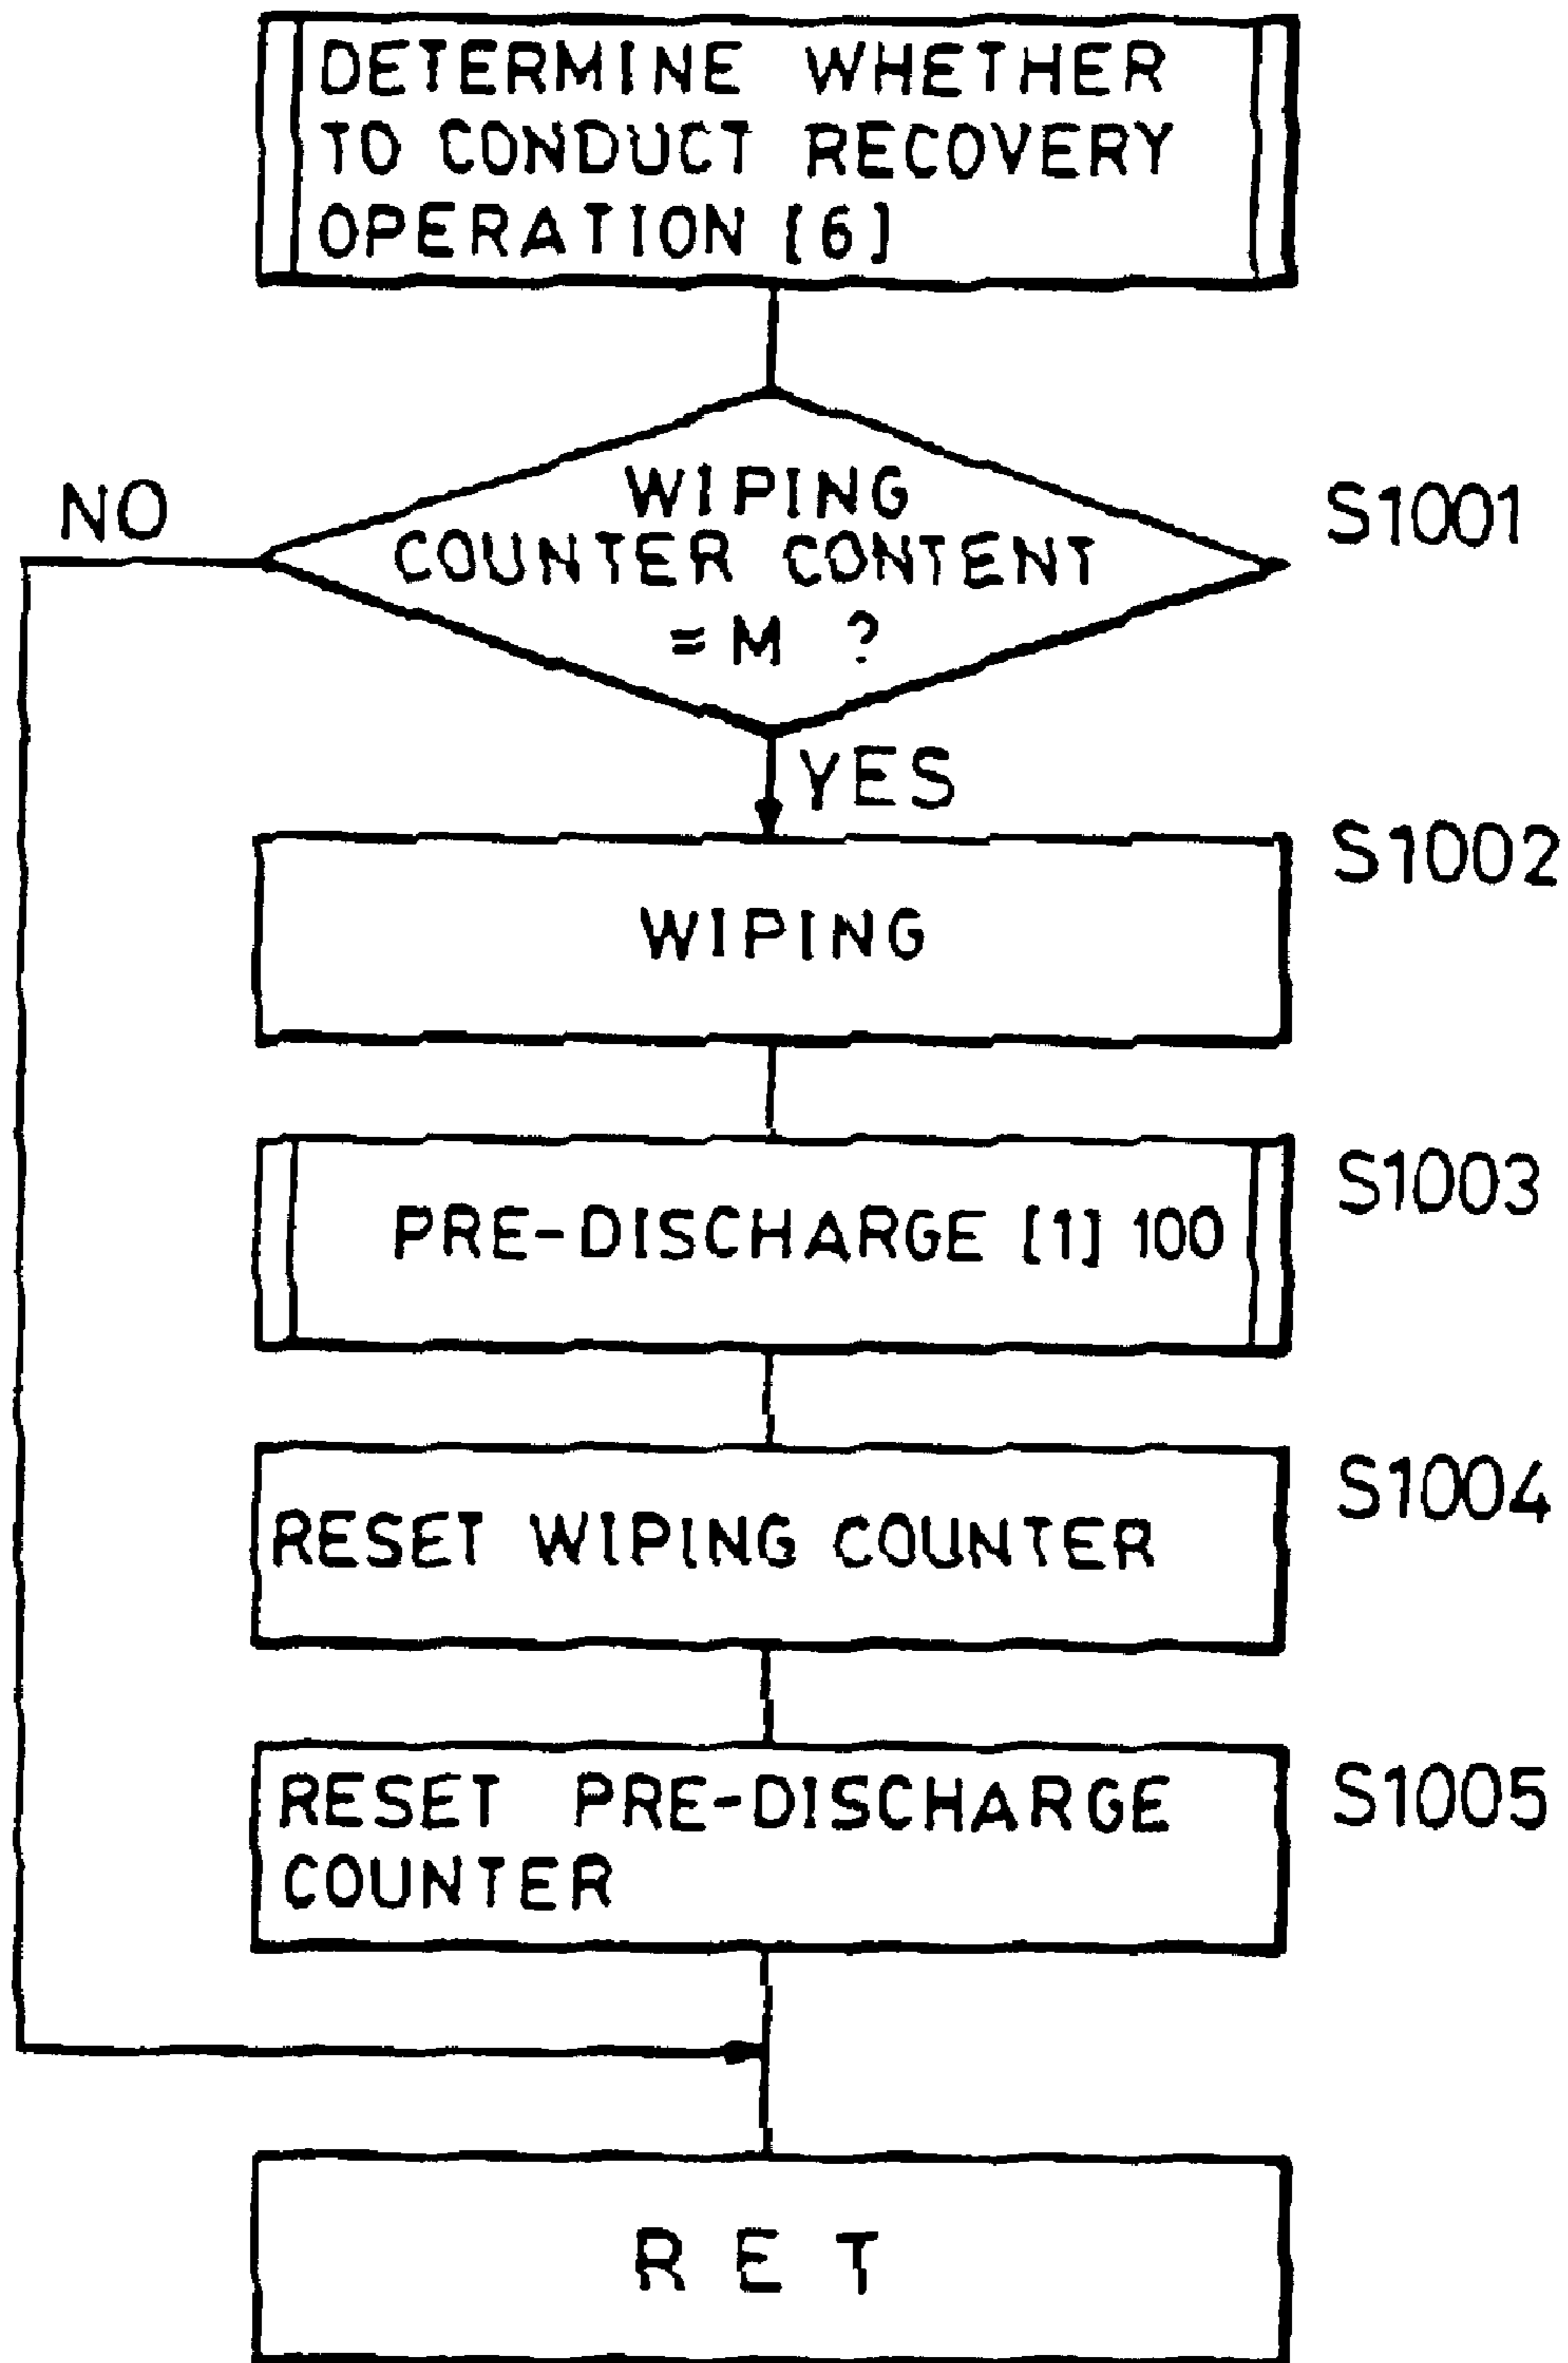 DETERMINE WHETHER
TO CONDUCT RECOVERY
OPERATION [6]
WIPING
COUNTER CONTENT
=M ?
NO
S1001
YES
S1002
WIPING
S1003
PRE-DISCHARGE [1] 100
S1004
RESET WIPING COUNTER
S1005
RESET PRE-DISCHARGE
COUNTER
RET